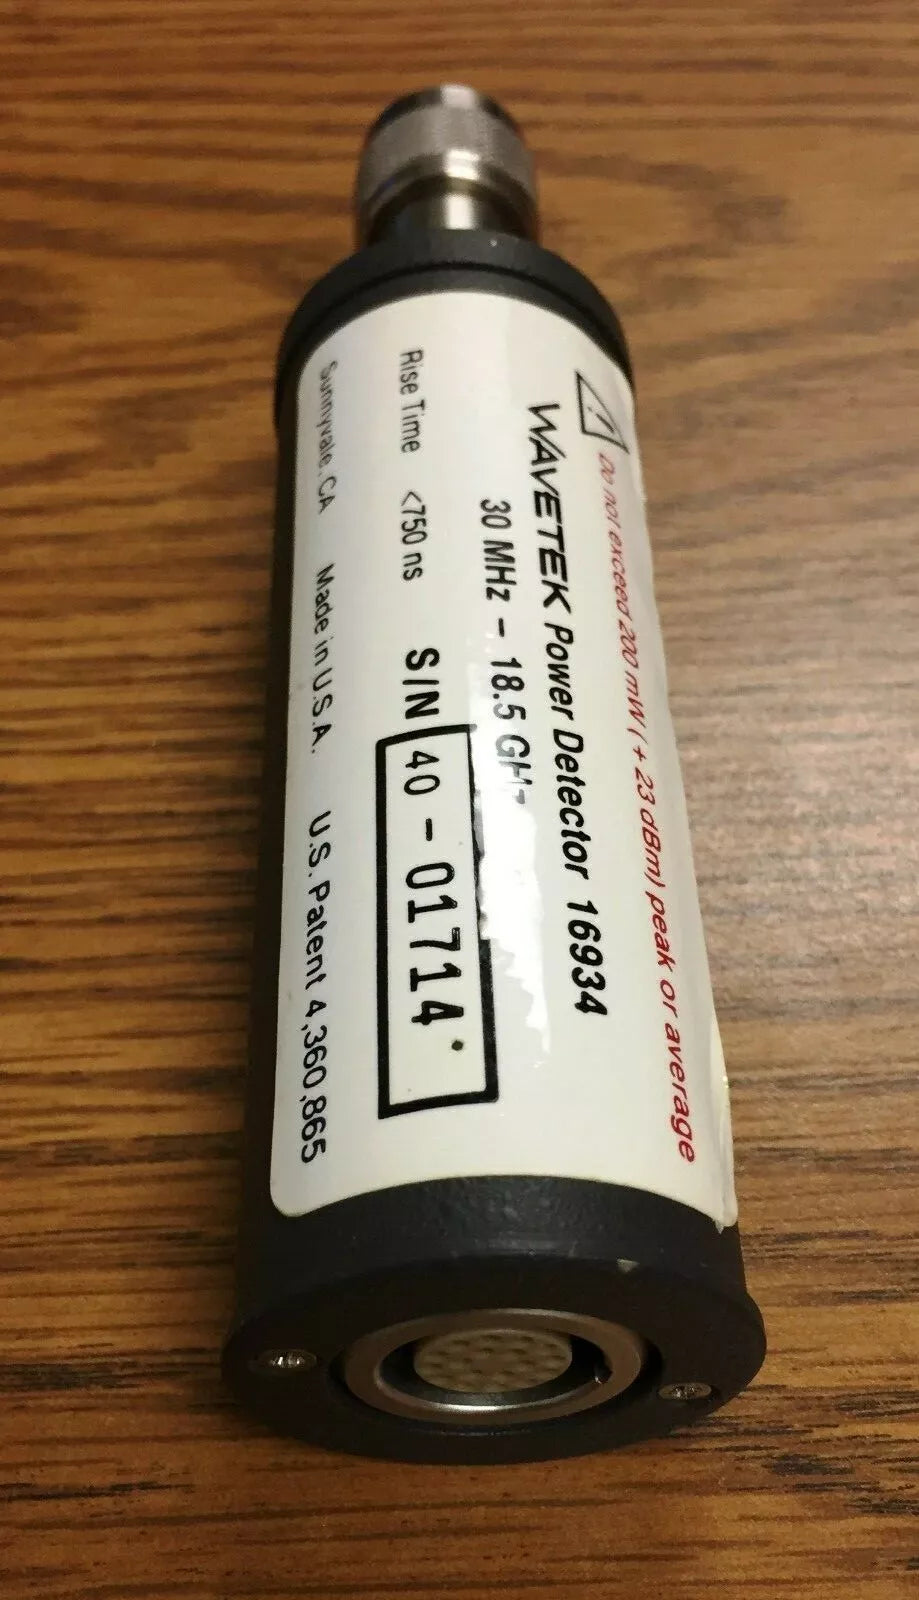 Do not exceed 200 mW ( + 23 dBm) peak or average
WAVETEK Power Detector 16934
30 MHz - 18.5 GHz
Rise Time <750 ns S/N 40 - 01714
Sunnyvale, CA Made in U.S.A. U.S. Patent 4,360,865